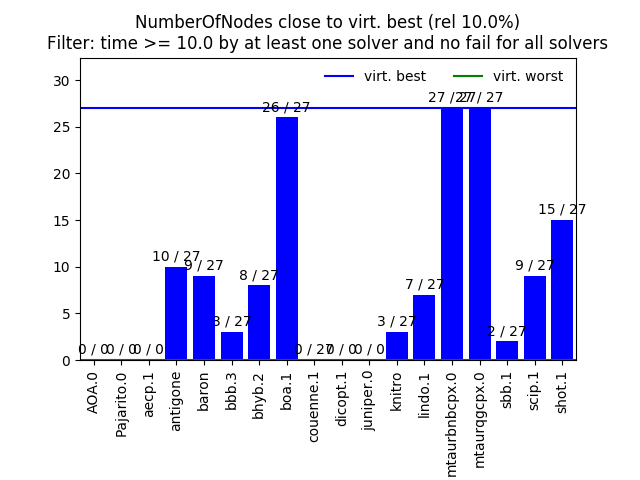 NumberOfNodes close to virt. best (rel 10.0%)
Filter: time >= 10.0 by at least one solver and no fail for all solvers
virt. best
virt. worst
30
25
20
15
10
5
0
0 / 0
0 / 0
0 / 0
10 / 27
9 / 27
3 / 27
8 / 27
26 / 27
0 / 27
0 / 0
0 / 0
3 / 27
7 / 27
27 / 27
27 / 27
2 / 27
9 / 27
15 / 27
AOA.0
Pajarito.0
aecp.1
antigone
baron
bbb.3
bhyb.2
boa.1
couenne.1
dicopt.1
juniper.0
knitro
lindo.1
mtaurbnbcpx.0
mtaurqgcpx.0
sbb.1
scip.1
shot.1